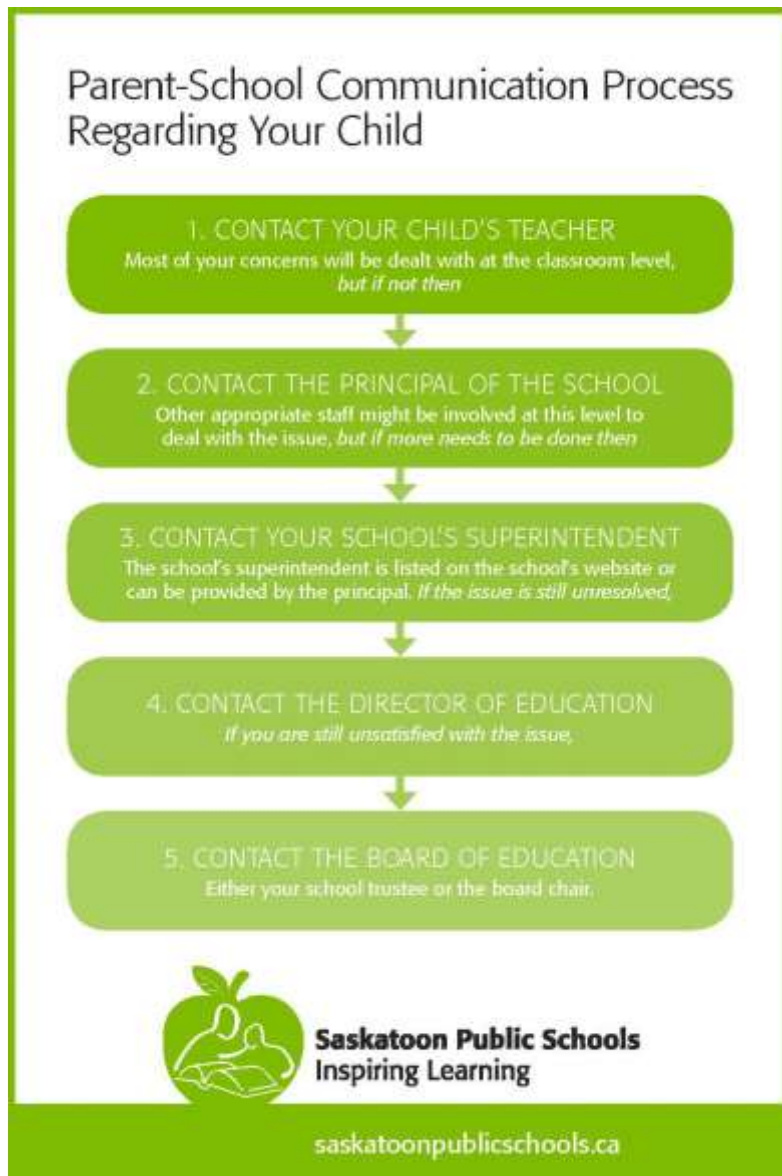 Parent-School Communication Process
Regarding Your Child
1. CONTACT YOUR CHILD'S TEACHER
Most of your concerns will be dealt with at the classroom level,
but if not then
2. CONTACT THE PRINCIPAL OF THE SCHOOL
Other appropriate staff might be involved at this level to
deal with the issue, but if more needs to be done then
3. CONTACT YOUR SCHOOL'S SUPERINTENDENT
The school's superintendent is listed on the school's website or
can be provided by the principal. If the issue is still unresolved,
4. CONTACT THE DIRECTOR OF EDUCATION
If you are still unsatisfied with the issue,
5. CONTACT THE BOARD OF EDUCATION
Either your school trustee or the board chair.
Saskatoon Public Schools
Inspiring Learning
saskatoonpublicschools.ca